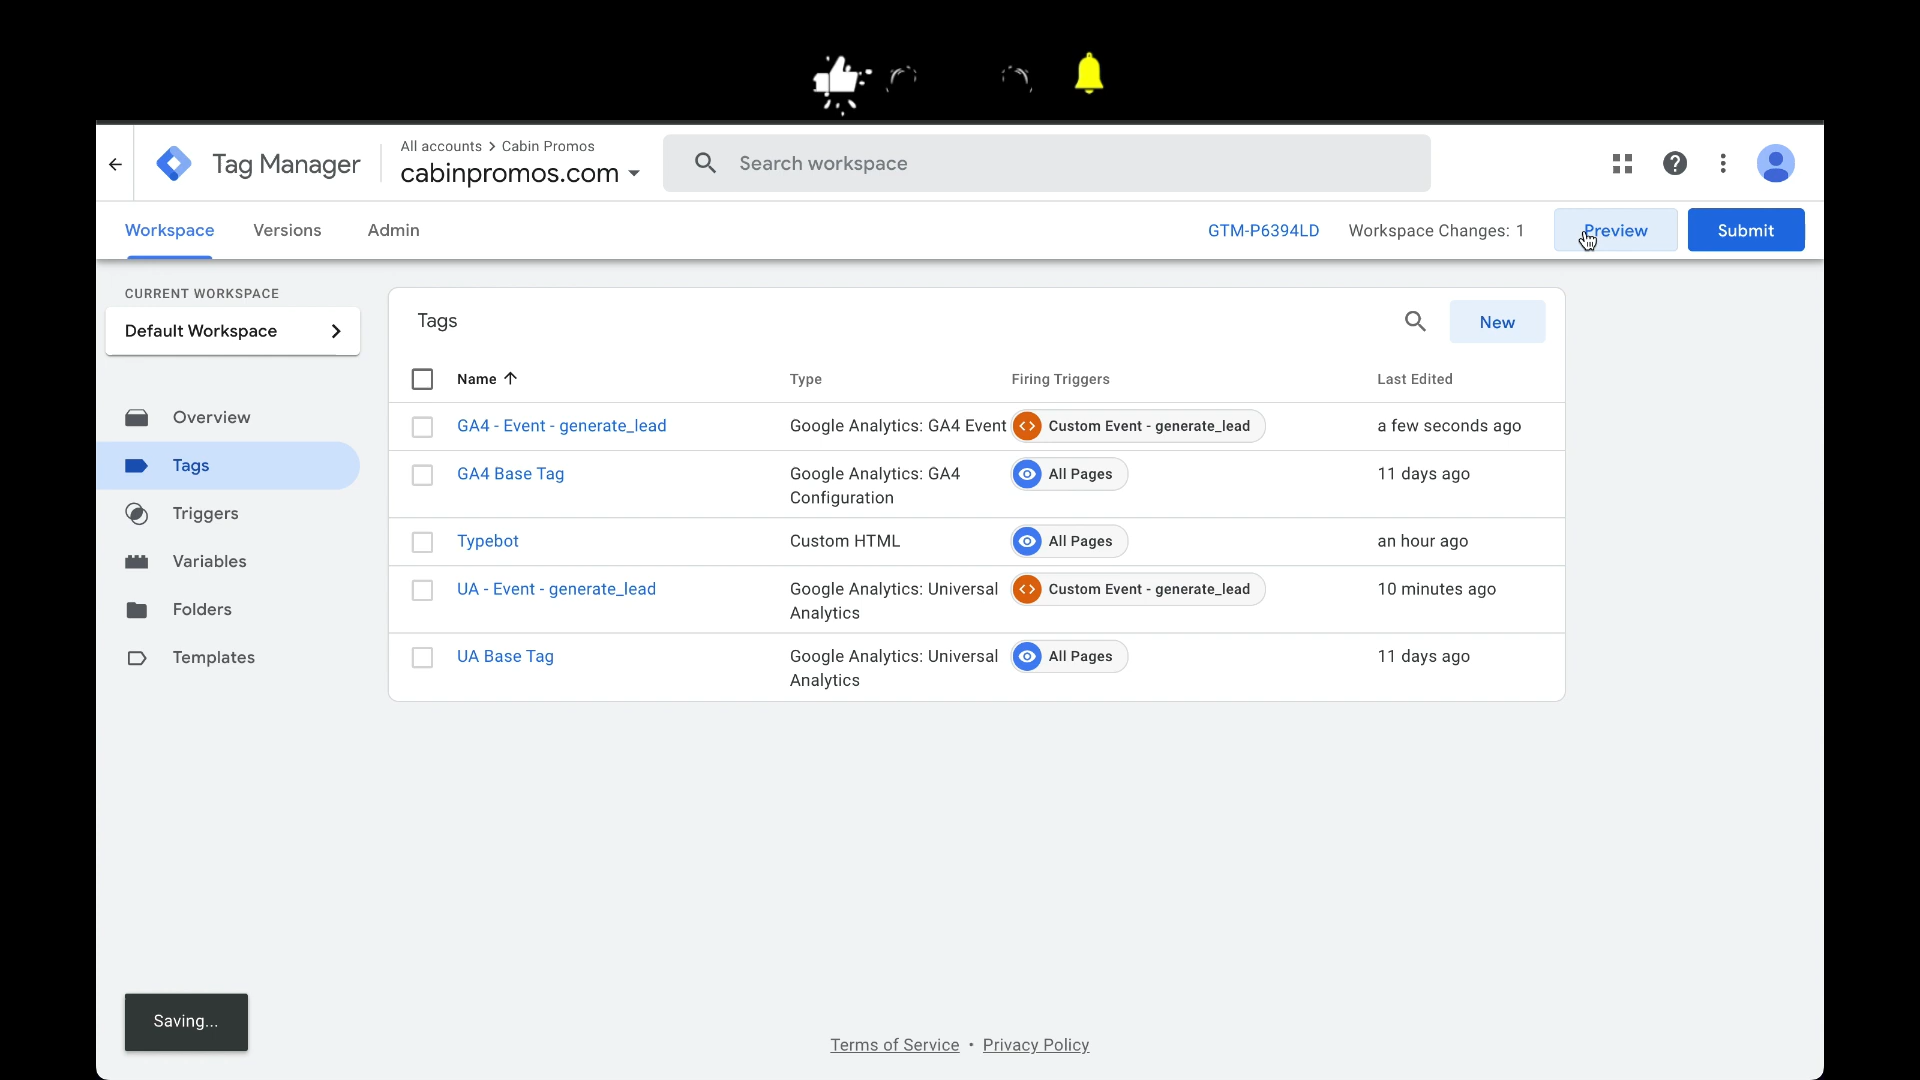 All accounts > Cabin Promos
Tag Manager
cabinpromos.com
Search workspace
Workspace Versions Admin GTM-P6394LD Workspace Changes: 1 Preview Submit
CURRENT WORKSPACE
Default Workspace
Overview
Tags
Triggers
Variables
Folders
Templates
Tags New
Name Type Firing Triggers Last Edited
GA4 - Event - generate_lead Google Analytics: GA4 Event Custom Event - generate_lead a few seconds ago
GA4 Base Tag Google Analytics: GA4 All Pages 11 days ago
Configuration
Typebot Custom HTML All Pages an hour ago
UA - Event - generate_lead Google Analytics: Universal Custom Event - generate_lead 10 minutes ago
Analytics
UA Base Tag Google Analytics: Universal All Pages 11 days ago
Analytics
Saving...
Terms of Service • Privacy Policy